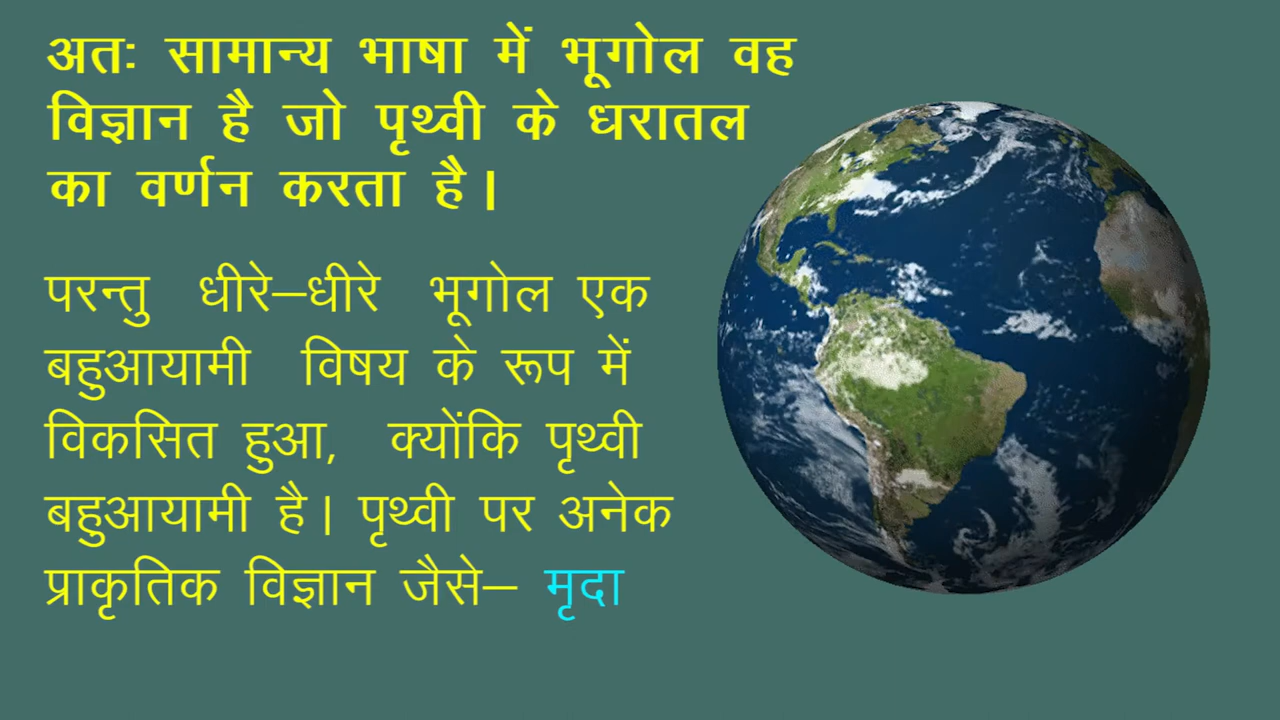 अतः सामान्य भाषा में भूगोल वह
विज्ञान है जो पृथ्वी के धरातल
का वर्णन करता है।
परन्तु धीरे–धीरे भूगोल एक
बहुआयामी विषय के रूप में
विकसित हुआ, क्योंकि पृथ्वी
बहुआयामी है। पृथ्वी पर अनेक
प्राकृतिक विज्ञान जैसे– मृदा